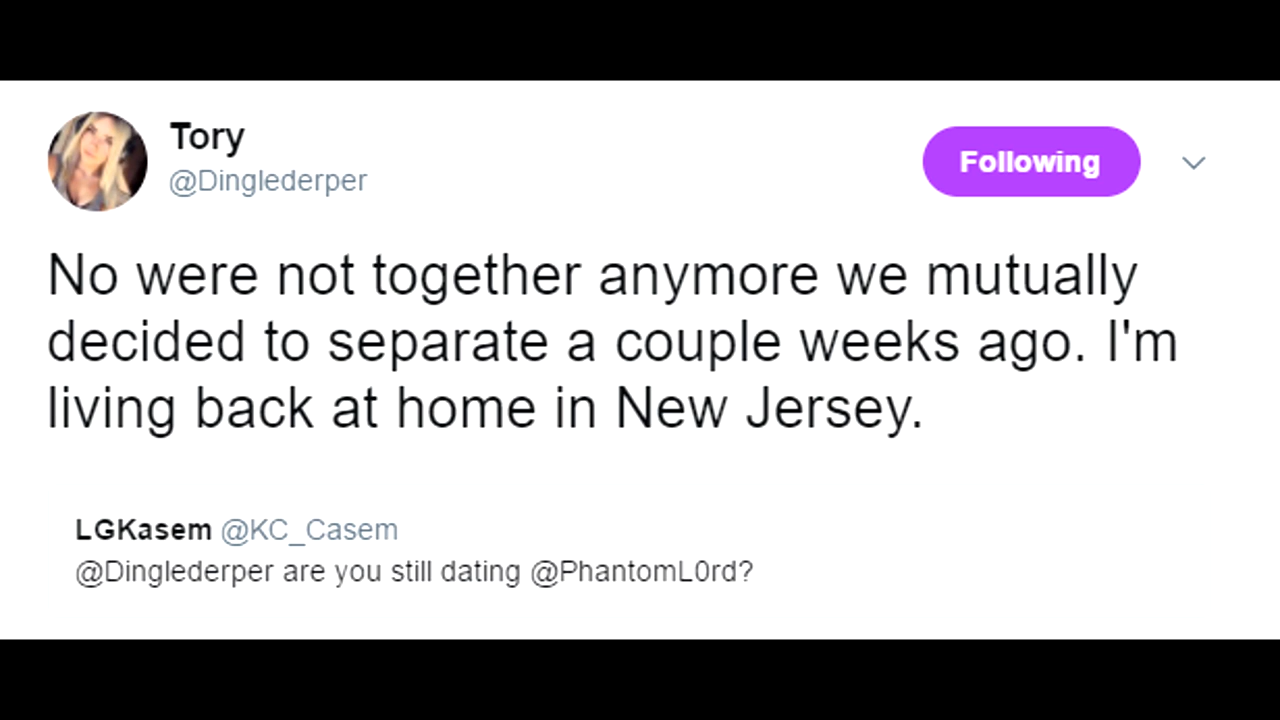 Tory
@Dinglederper
Following
No were not together anymore we mutually
decided to separate a couple weeks ago. I'm
living back at home in New Jersey.
LGKasem @KC_Casem
@Dinglederper are you still dating @PhantomL0rd?